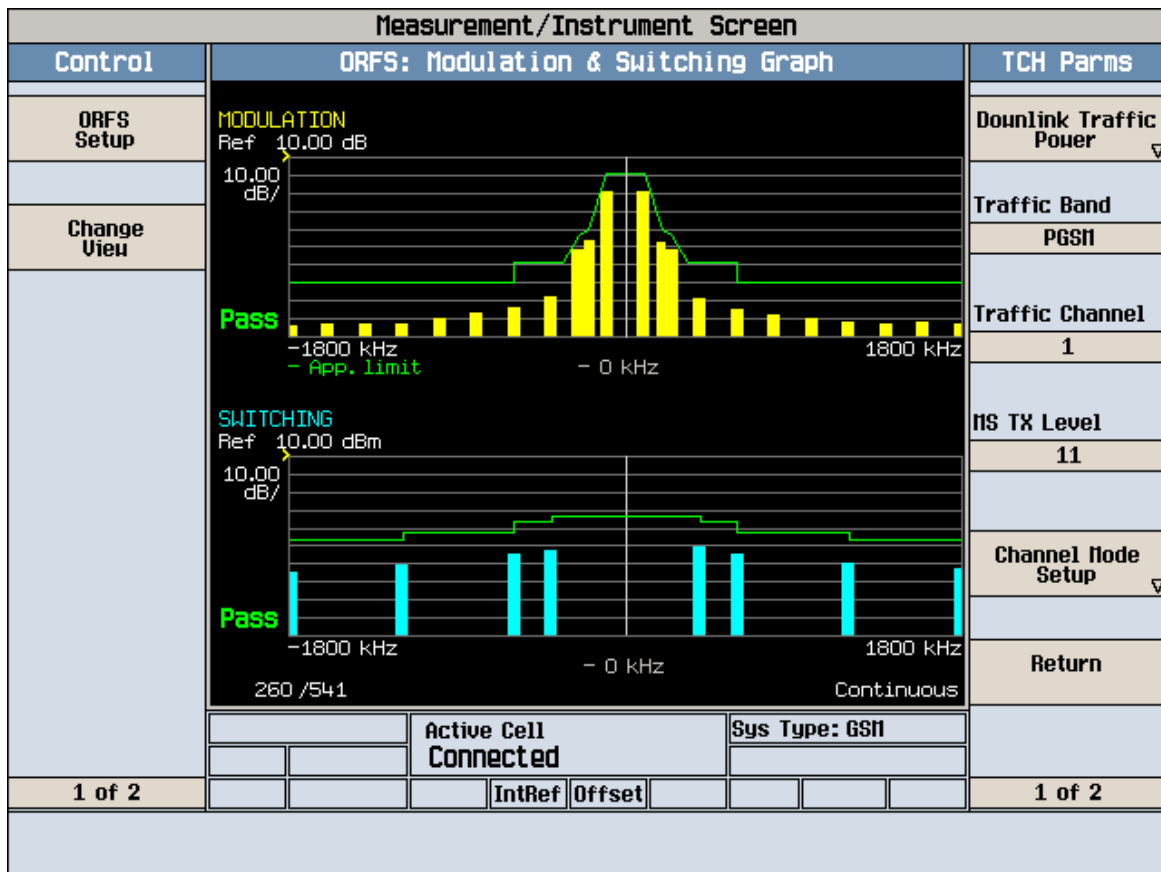 Measurement/Instrument Screen
Control
ORFS: Modulation & Switching Graph
TCH Parms
ORFS
Setup
Change
View
1 of 2
MODULATION
Ref 10.00 dB
10.00
dB/
Pass
-1800 kHz
1800 kHz
- App. limit
- 0 kHz
SWITCHING
Ref 10.00 dBm
10.00
dB/
Pass
-1800 kHz
1800 kHz
- 0 kHz
260 /541
Continuous
Active Cell
Connected
Sys Type: GSM
IntRef
Offset
Downlink Traffic
Power
Traffic Band
PGSM
Traffic Channel
1
MS TX Level
11
Channel Mode
Setup
Return
1 of 2